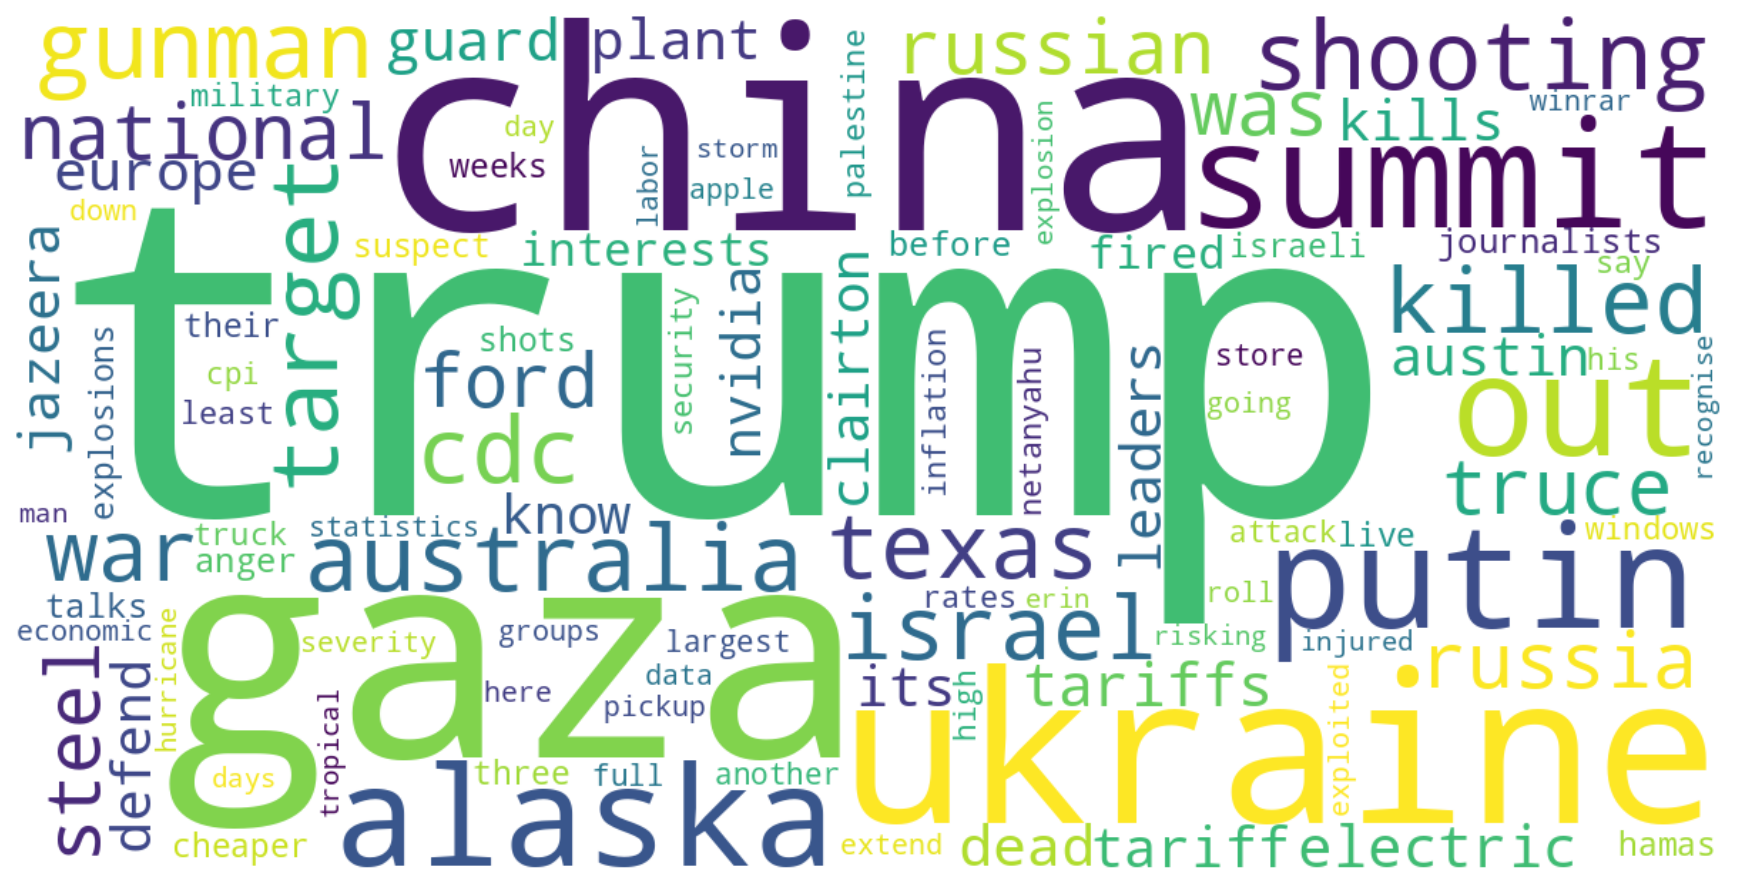 gunman
guard
plant
china
russian
shooting
military
national
day
weeks
labor
storm
apple
palestine
explosion
was
kills
winrar
summit
europe
down
target
suspect
interests
before
fired
israeli
journalists
say
jazeera
trump
killed
their
explosions
cpi
least
shots
ford
cdc
security
nvidia
clairton
inflation
netanyahu
leaders
store
going
austin
his
recognise
out
truce
man
war
truck
anger
statistics
know
australia
texas
attack
live
windows
putin
talks
economic
hurricane
gaza
severity
groups
largest
data
here
pickup
israel
rates
erin
roll
risking
injured
russia
steel
defend
days
tropical
its
high
tariffs
ukraine
exploited
three
full
another
alaska
cheaper
extend
dead
tariff
electric
hamas